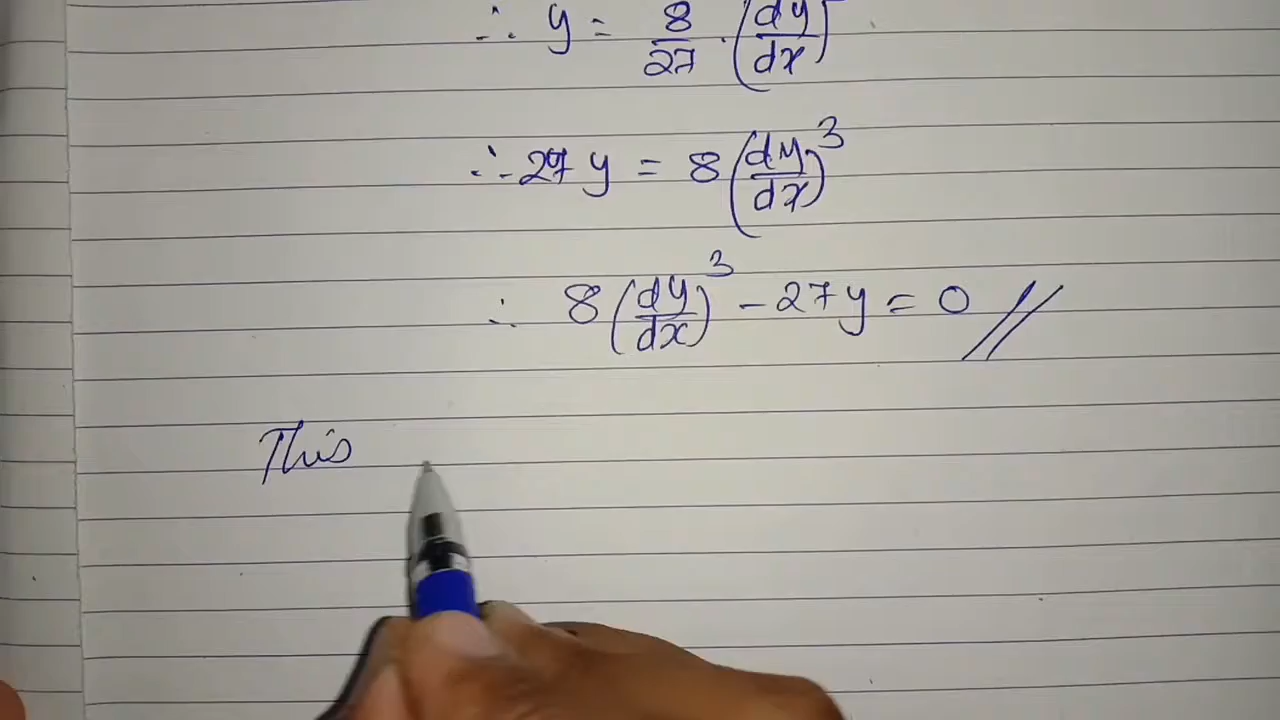 ∴ y = 8/27 · (dy/dx)
∴ 27 y = 8 (dy/dx)³
∴ 8 (dy/dx)³ - 27 y = 0 //
This